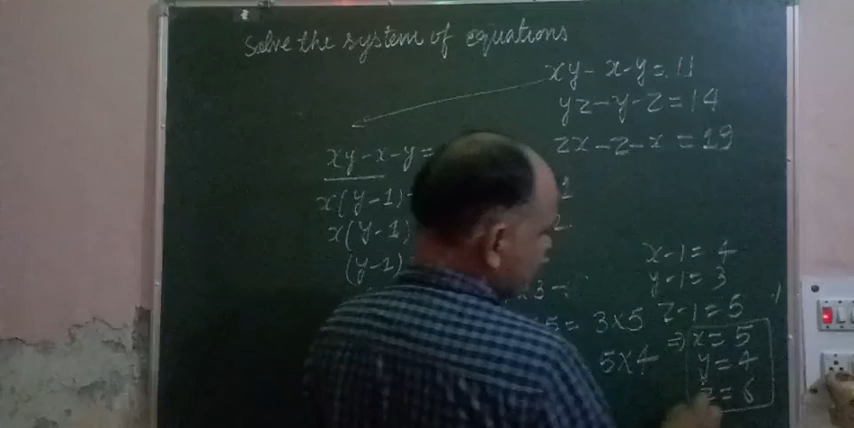 Solve the system of equations
xy - x - y = 11
yz - y - z = 14
zx - z - x = 19
xy - x - y =
x(y-1)
x(y-1)
(y-1)
x - 1 = 4
y - 1 = 3
z - 1 = 5
= 3×5
5×4
⇒ x = 5
y = 4
z = 6